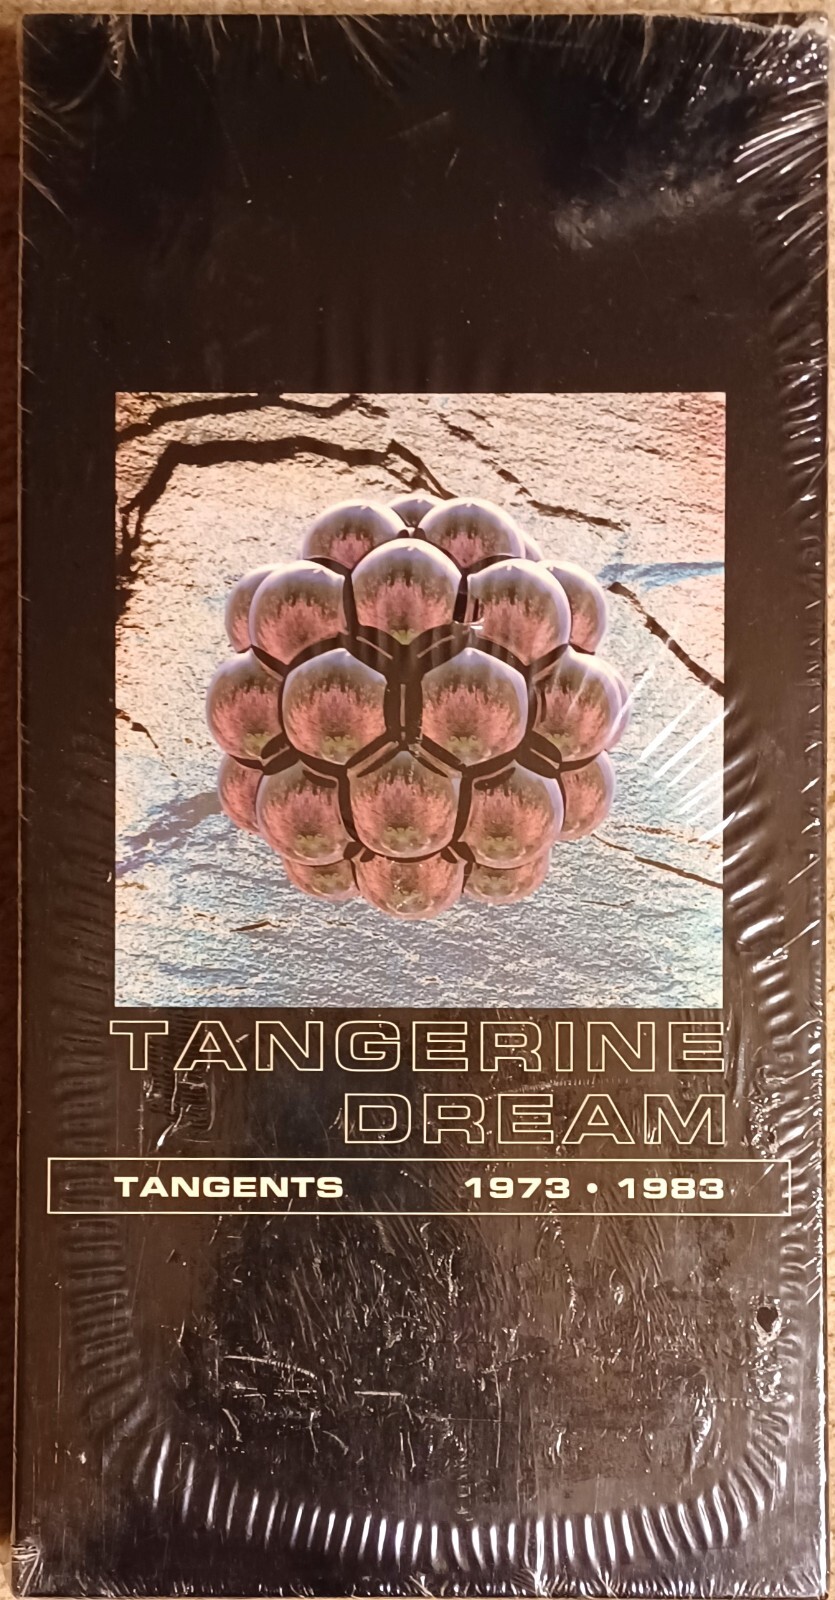 TANGERINE
DREAM
TANGENTS 1973 • 1983